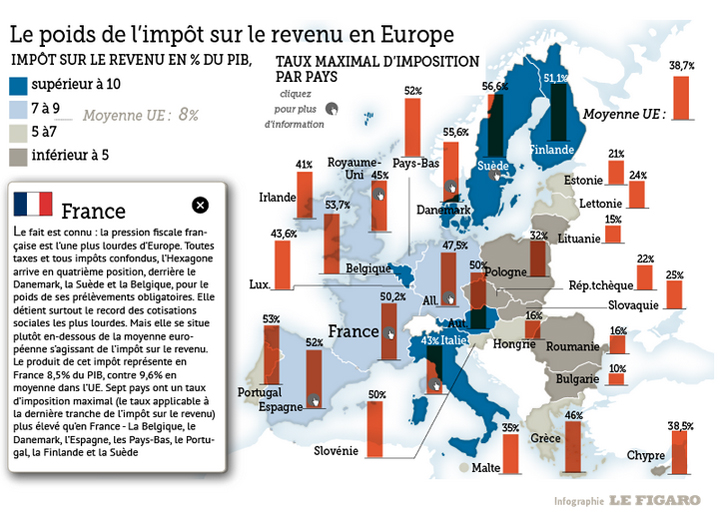 Le poids de l'impôt sur le revenu en Europe
IMPÔT SUR LE REVENU EN % DU PIB,
supérieur à 10
7 à 9
Moyenne UE : 8%
5 à7
inférieur à 5
TAUX MAXIMAL D'IMPOSITION
PAR PAYS
cliquez
pour plus
d'information
France
Le fait est connu : la pression fiscale fran-
çaise est l'une plus lourdes d'Europe. Toutes
taxes et tous impôts confondus, l'Hexagone
arrive en quatrième position, derrière le
Danemark, la Suède et la Belgique, pour le
poids de ses prélèvements obligatoires. Elle
détient surtout le record des cotisations
sociales les plus lourdes. Mais elle se situe
plutôt en-dessous de la moyenne euro-
péenne s'agissant de l'impôt sur le revenu.
Le produit de cet impôt représente en
France 8,5% du PIB, contre 9,6% en
moyenne dans l'UE. Sept pays ont un taux
d'imposition maximal (le taux applicable à
la dernière tranche de l'impôt sur le revenu)
plus élevé qu'en France - La Belgique, le
Danemark, l'Espagne, les Pays-Bas, le Portu-
gal, la Finlande et la Suède
38,7%
Moyenne UE :
51,1%
Finlande
56,6%
Suède
52%
Pays-Bas
55,6%
Danemark
Royaume-
Uni
45%
41%
Irlande
21%
Estonie
24%
Lettonie
15%
Lituanie
53,7%
Belgique
43,6%
Lux.
47,5%
All.
32%
Pologne
50%
Aut.
22%
Rép.tchèque
25%
Slovaquie
50,2%
France
43%
Italie
16%
Hongrie
16%
Roumanie
10%
Bulgarie
53%
Portugal
52%
Espagne
50%
Slovénie
35%
Malte
46%
Grèce
38,5%
Chypre
Infographie LE FIGARO